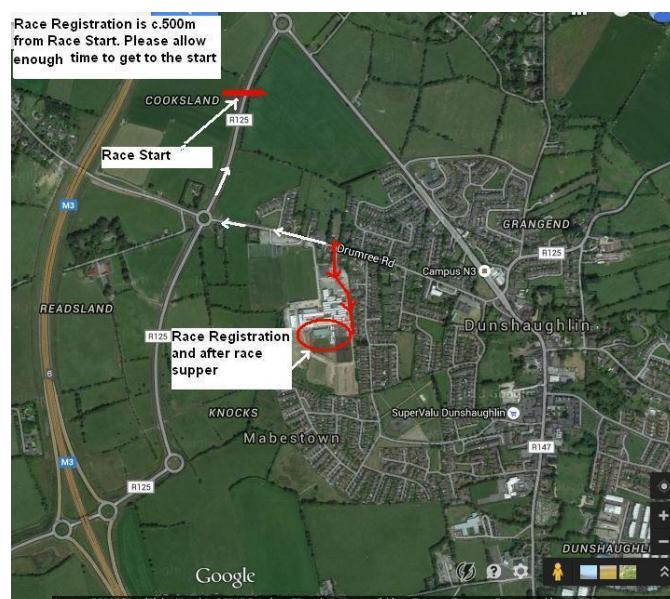 Race Registration is c.500m
from Race Start. Please allow
enough time to get to the start
COOKSLAND
R125
Race Start
M3
GRANGEND
R125
Drumree Rd
Campus N3
READSLAND
Dunshaughlin
R125
Race Registration
and after race
supper
KNOCKS
SuperValu Dunshaughlin
6
Mabestown
R147
M3
R125
DUNSHAUGHLI
Google